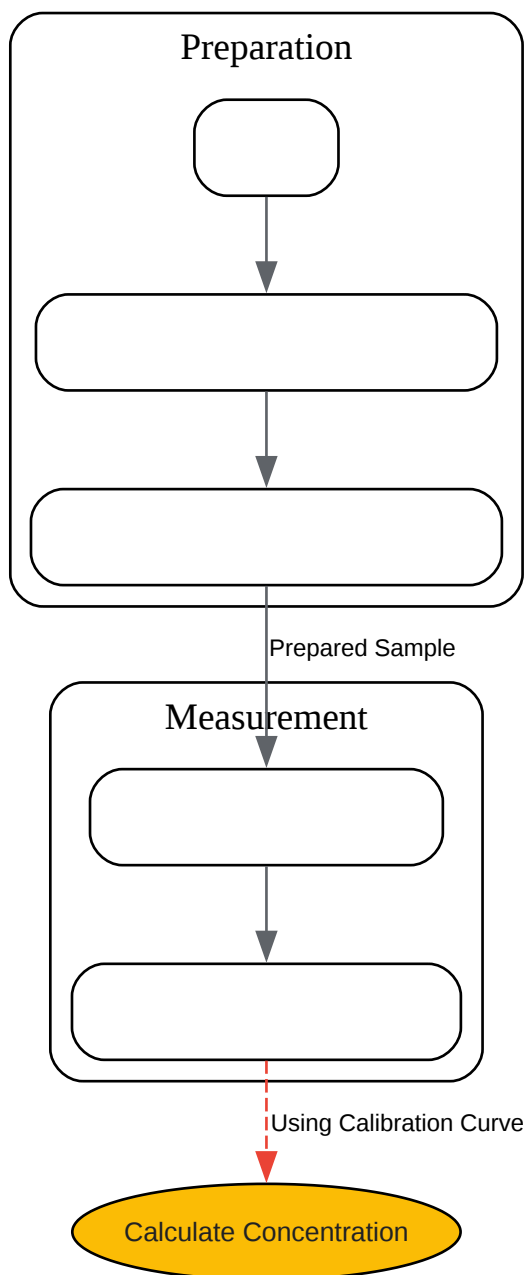 Preparation
Prepared Sample
Measurement
Using Calibration Curve
Calculate Concentration